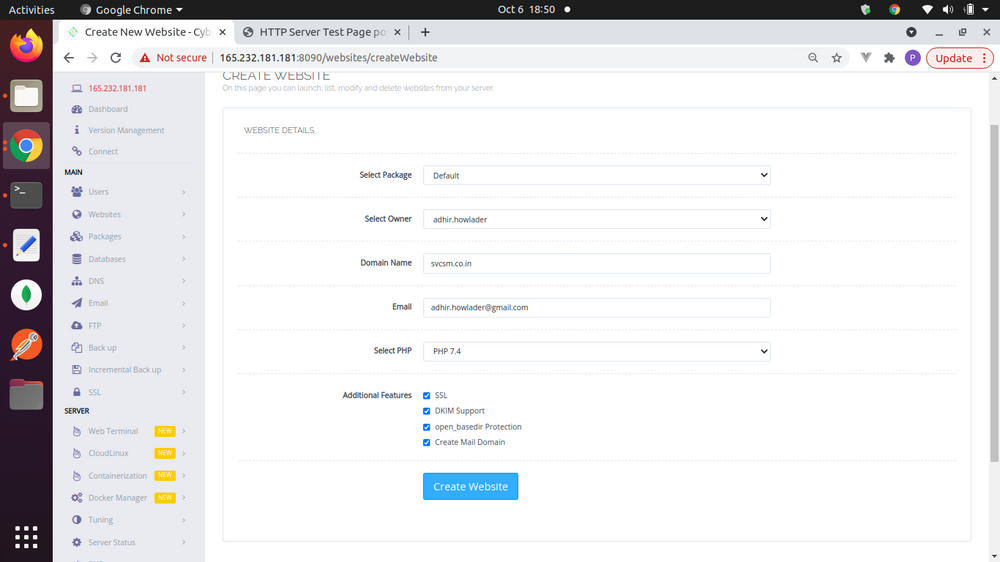 Activities
Google Chrome
Oct 6 18:50
Create New Website - Cyb
HTTP Server Test Page po
Not secure | 165.232.181.181:8090/websites/createWebsite
P
Update
165.232.181.181
Dashboard
Version Management
Connect
MAIN
Users
Websites
Packages
Databases
DNS
Email
FTP
Back up
Incremental Back up
SSL
SERVER
Web Terminal NEW
CloudLinux NEW
Containerization NEW
Docker Manager NEW
Tuning
Server Status
CREATE WEBSITE
On this page you can launch, list, modify and delete websites from your server.
WEBSITE DETAILS
Select Package Default
Select Owner adhir.howlader
Domain Name svcsm.co.in
Email adhir.howlader@gmail.com
Select PHP PHP 7.4
Additional Features SSL
DKIM Support
open_basedir Protection
Create Mail Domain
Create Website